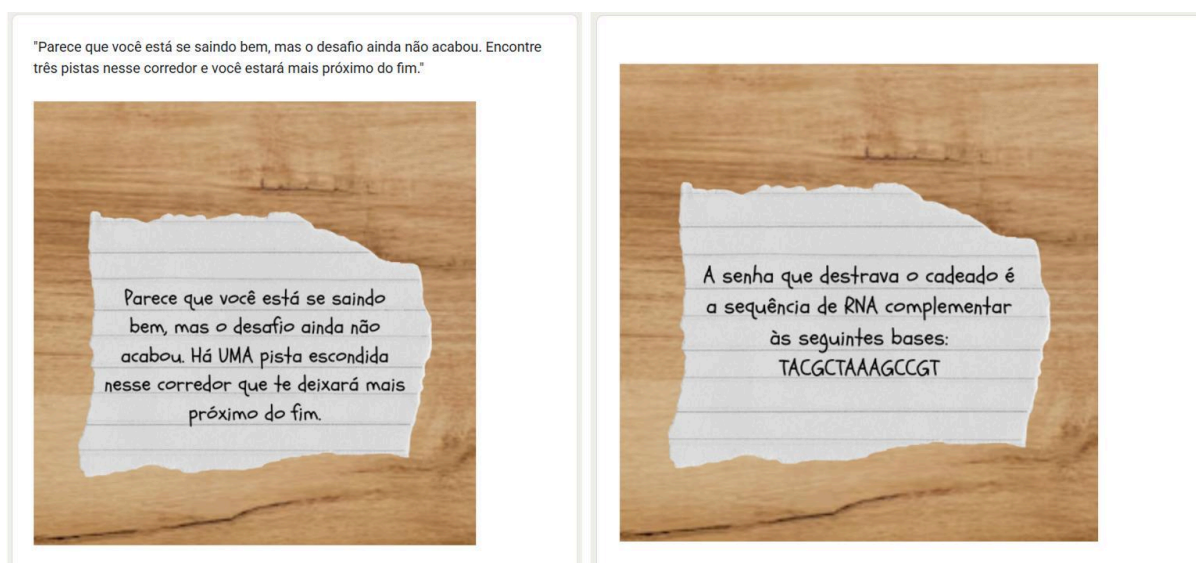 "Parece que você está se saindo bem, mas o desafio ainda não acabou. Encontre
três pistas nesse corredor e você estará mais próximo do fim."
Parece que você está se saindo
bem, mas o desafio ainda não
acabou. Há UMA pista escondida
nesse corredor que te deixará mais
próximo do fim.
A senha que destrava o cadeado é
a sequência de RNA complementar
às seguintes bases:
TACGCTAAAGCCGT